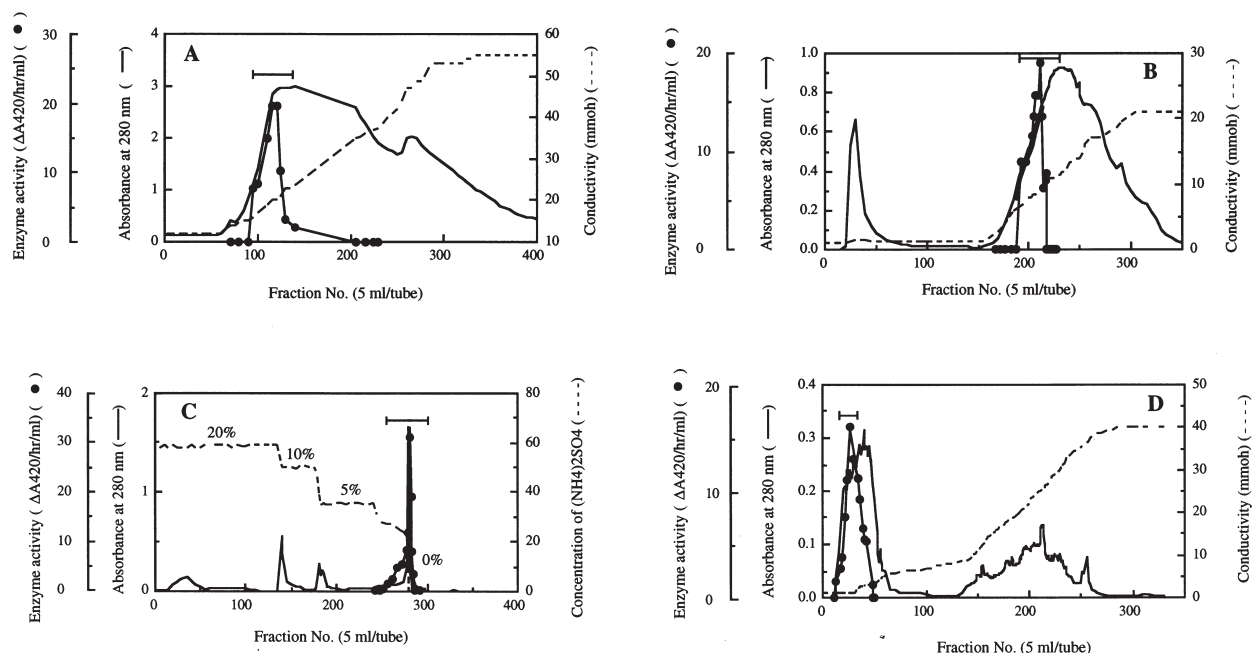 A
Enzyme activity (ΔA420/hr/ml) ( ● )
30
20
10
0
Absorbance at 280 nm ( — )
4
3
2
1
0
Conductivity (mmoh) ( ---- )
60
50
40
30
20
10
0 100 200 300 400
Fraction No. (5 ml/tube)
B
Enzyme activity (ΔA420/hr/ml) ( ● )
20
10
0
Absorbance at 280 nm ( — )
1.0
0.8
0.6
0.4
0.2
0.0
Conductivity (mmoh) ( ---- )
30
20
10
0
0 100 200 300
Fraction No. (5 ml/tube)
C
20%
10%
5%
0%
Enzyme activity (ΔA420/hr/ml) ( ● )
40
30
20
10
0
Absorbance at 280 nm ( — )
2
1
0
Concentration of (NH4)2SO4 ( ---- )
80
60
40
20
0
0 100 200 300 400
Fraction No. (5 ml/tube)
D
Enzyme activity (ΔA420/hr/ml) ( ● )
20
10
0
Absorbance at 280 nm ( — )
0.4
0.3
0.2
0.1
0.0
Conductivity (mmoh) ( ---- )
50
40
30
20
10
0
0 100 200 300
Fraction No. (5 ml/tube)